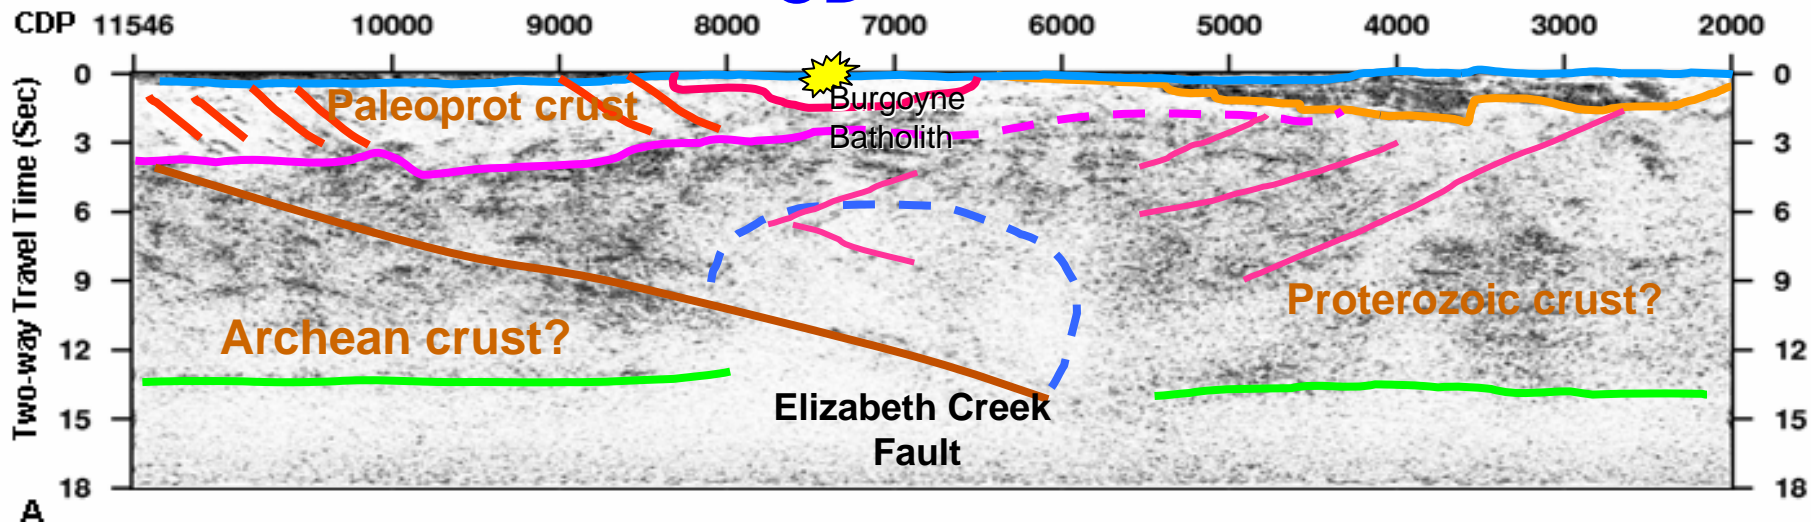 CDP 11546 10000 9000 8000 7000 6000 5000 4000 3000 2000
Two-way Travel Time (Sec)
0 0
Paleoprot crust
Burgoyne
Batholith
3 3
6 6
9 9
Proterozoic crust?
Archean crust?
12 12
Elizabeth Creek
Fault
15 15
18 18
A